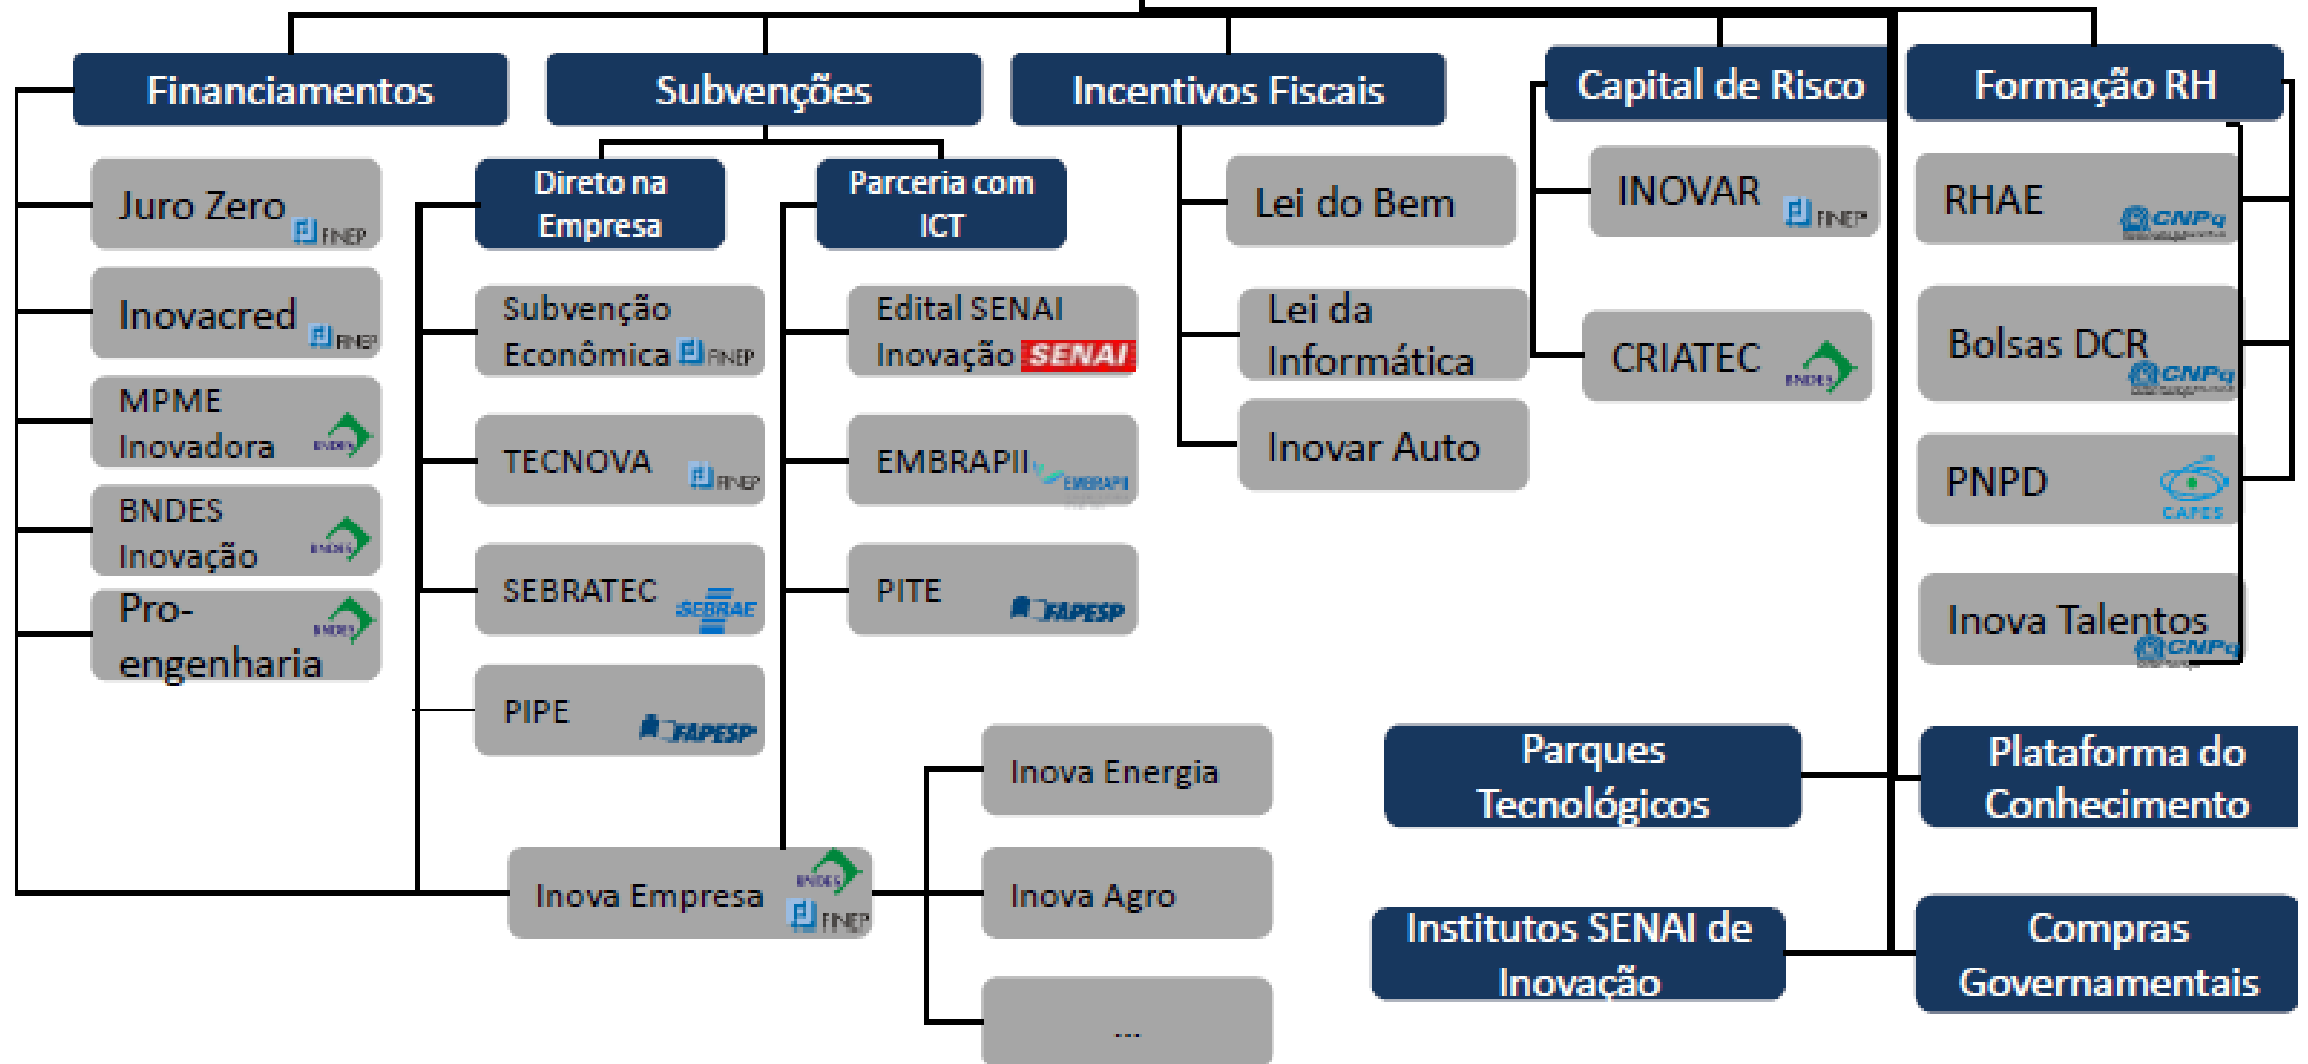 Financiamentos
Subvenções
Incentivos Fiscais
Capital de Risco
Formação RH
Juro Zero
FINEP
Inovacred
FINEP
MPME
Inovadora
BNDES
BNDES
Inovação
BNDES
Pro-
engenharia
BNDES
Direto na
Empresa
Subvenção
Econômica
FINEP
TECNOVA
FINEP
SEBRATEC
SEBRAE
PIPE
FAPESP
Parceria com
ICT
Edital SENAI
Inovação SENAI
EMBRAPII
EMBRAPII
PITE
FAPESP
Inova Empresa
BNDES
FINEP
Inova Energia
Inova Agro
...
Lei do Bem
Lei da
Informática
Inovar Auto
INOVAR
FINEP
CRIATEC
BNDES
RHAE
CNPq
Bolsas DCR
CNPq
PNPD
CAPES
Inova Talentos
CNPq
Parques
Tecnológicos
Plataforma do
Conhecimento
Institutos SENAI de
Inovação
Compras
Governamentais